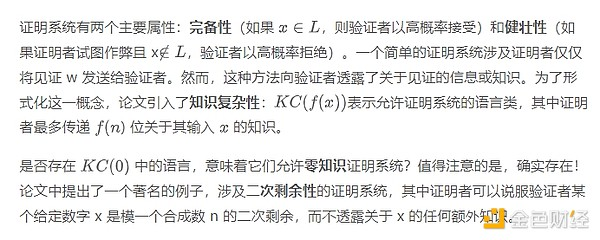 证明系统有两个主要属性：完备性（如果 x ∈ L，则验证者以高概率接受）和健壮性（如
果证明者试图作弊且 x∉ L，验证者以高概率拒绝）。一个简单的证明系统涉及证明者仅仅
将见证 w 发送给验证者。然而，这种方法向验证者透露了关于见证的信息或知识。为了形
式化这一概念，论文引入了知识复杂性：KC(f(x))表示允许证明系统的语言类，其中证明
者最多传递 f(n) 位关于其输入 x 的知识。
是否存在 KC(0) 中的语言，意味着它们允许零知识证明系统？值得注意的是，确实存在！
论文中提出了一个著名的例子，涉及二次剩余性的证明系统，其中证明者可以说服验证者某
个给定数字 x 是模一个合成数 n 的二次剩余，而不透露关于 x 的任何额外知识。
金色财经